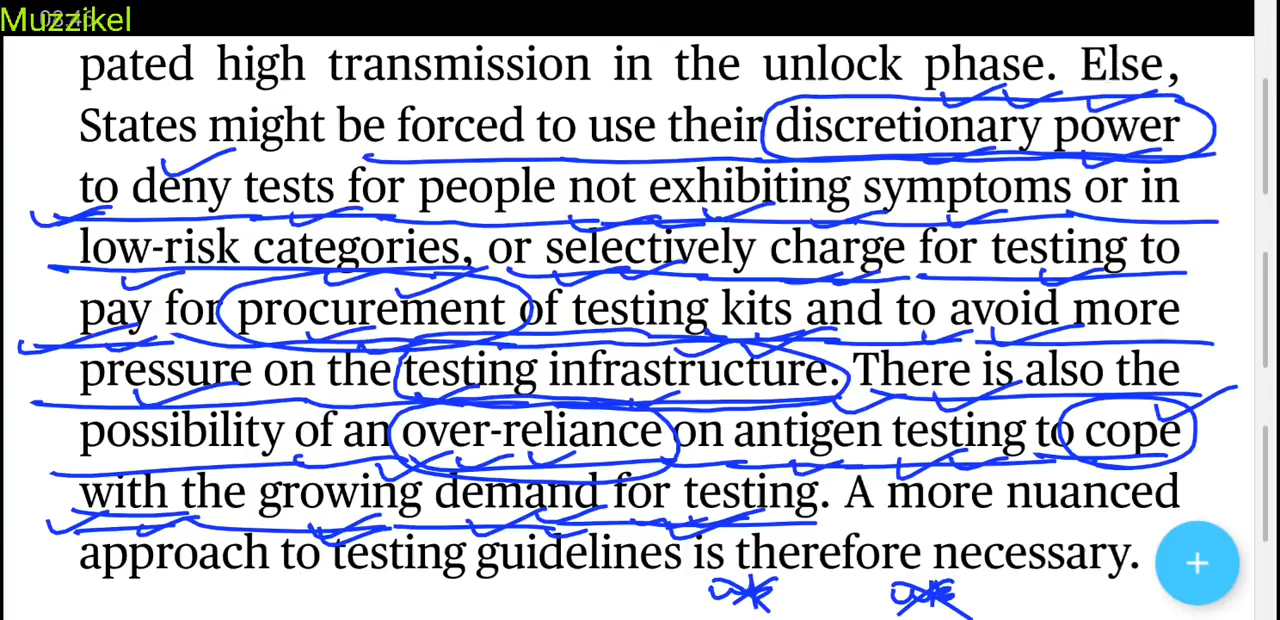 Muzzikel
pated high transmission in the unlock phase. Else,
States might be forced to use their discretionary power
to deny tests for people not exhibiting symptoms or in
low-risk categories, or selectively charge for testing to
pay for procurement of testing kits and to avoid more
pressure on the testing infrastructure. There is also the
possibility of an over-reliance on antigen testing to cope
with the growing demand for testing. A more nuanced
approach to testing guidelines is therefore necessary.
+